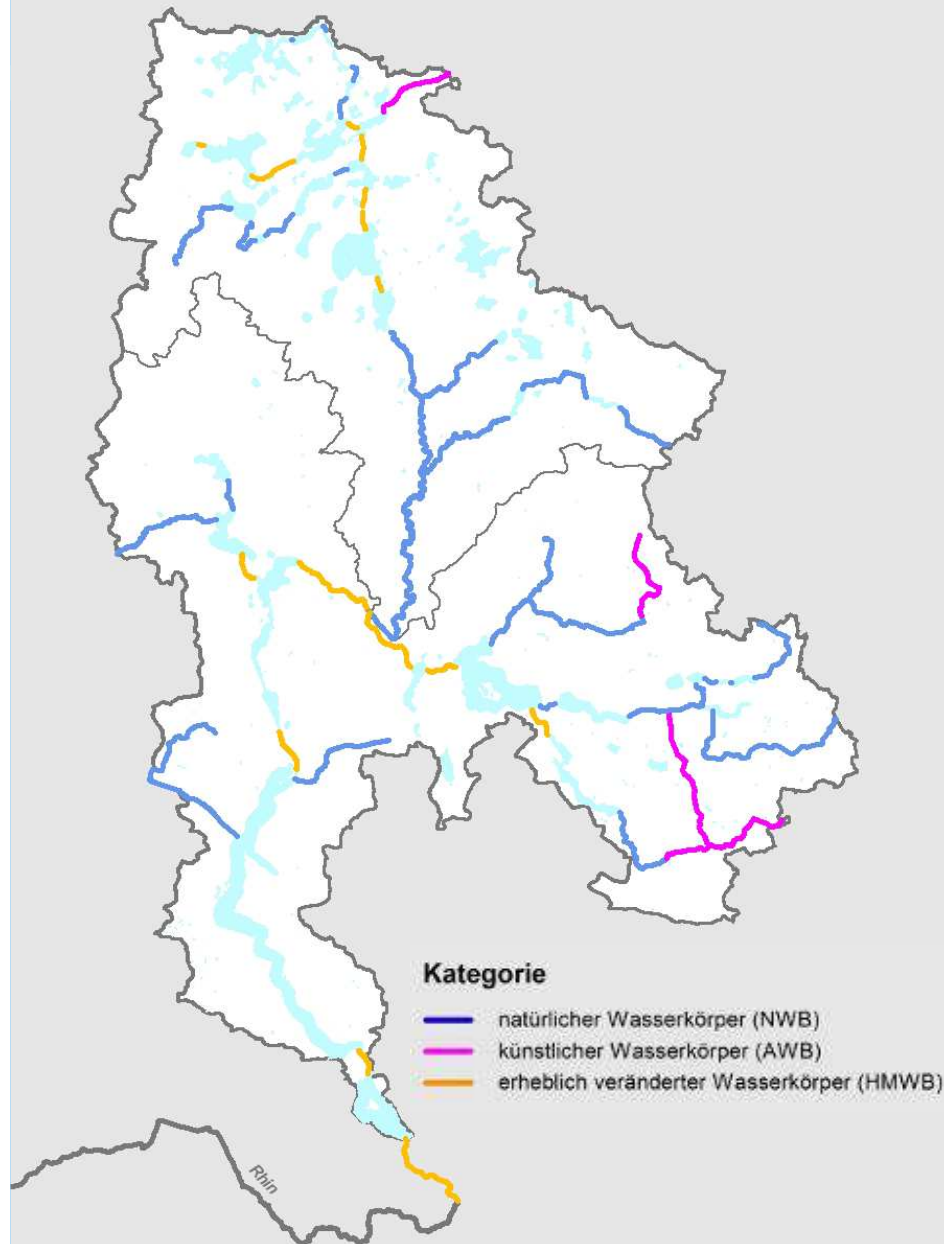 Kategorie
natürlicher Wasserkörper (NWB)
künstlicher Wasserkörper (AWB)
erheblich veränderter Wasserkörper (HMWB)
Rhin